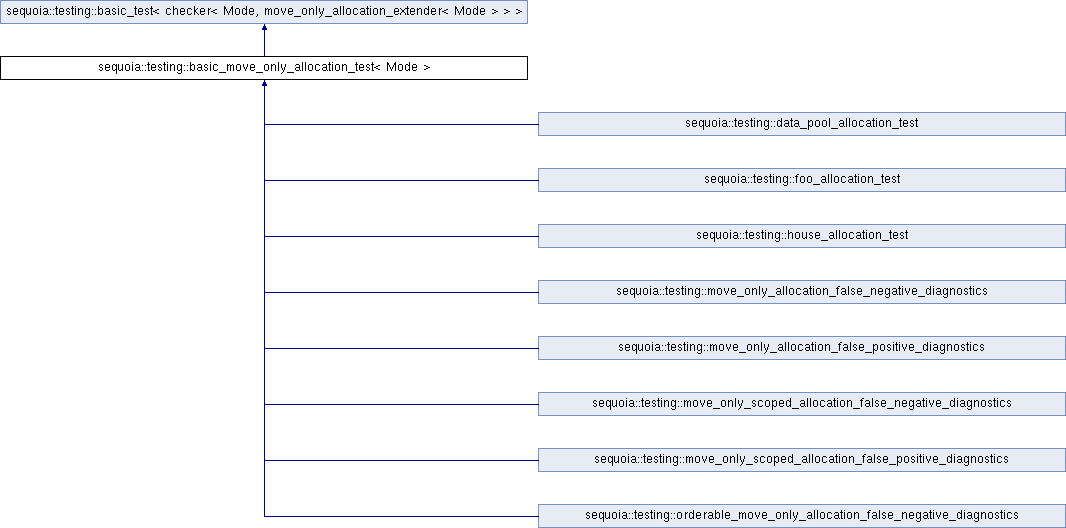 sequoia::testing::basic_test< checker< Mode, move_only_allocation_extender< Mode > > >
sequoia::testing::basic_move_only_allocation_test< Mode >
sequoia::testing::data_pool_allocation_test
sequoia::testing::foo_allocation_test
sequoia::testing::house_allocation_test
sequoia::testing::move_only_allocation_false_negative_diagnostics
sequoia::testing::move_only_allocation_false_positive_diagnostics
sequoia::testing::move_only_scoped_allocation_false_negative_diagnostics
sequoia::testing::move_only_scoped_allocation_false_positive_diagnostics
sequoia::testing::orderable_move_only_allocation_false_negative_diagnostics